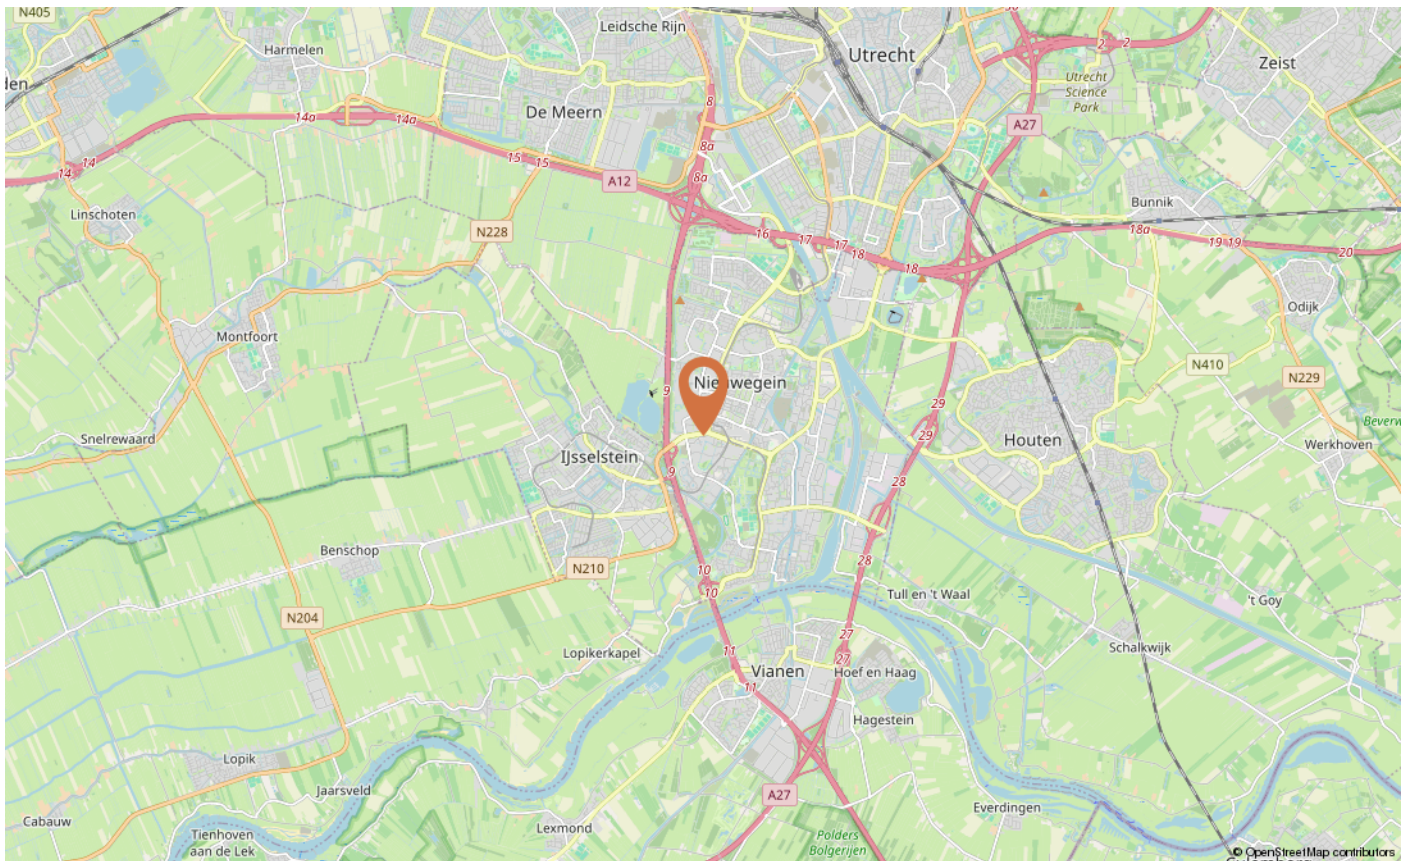 N405
Harmelen
Leidsche Rijn
Utrecht
2
2
Zeist
den
De Meern
8
Utrecht
Science
Park
14a
14a
A27
8a
14
14
15
15
A12
8a
Linschoten
N228
Bunnik
16
17
17
18
18
18a
19
19
20
Odijk
Montfoort
N410
N229
Nieuwegein
9
29
29
Snelrewaard
IJsselstein
Houten
Werkhoven
9
28
Benschop
N210
10
10
28
Tull en 't Waal
't Goy
N204
27
Lopikerkapel
11
27
Schalkwijk
Vianen
Hoef en Haag
11
Hagestein
Lopik
Jaarsveld
A27
Everdingen
Cabauw
Lexmond
Tienhoven
aan de Lek
Polders
Bolgerijen
© OpenStreetMap contributors